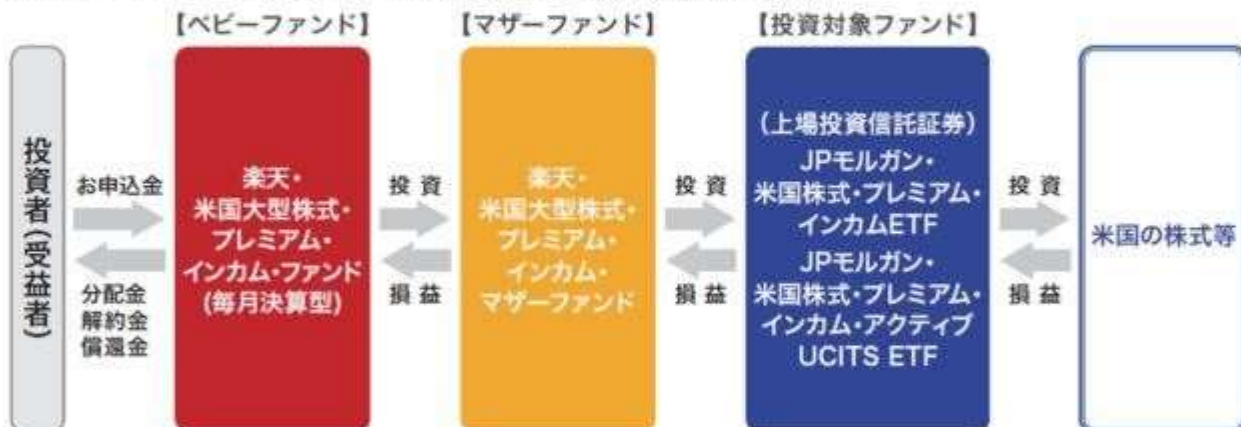 【ベビーファンド】
【マザーファンド】
【投資対象ファンド】
投資者(受益者)
お申込金
分配金
解約金
償還金
楽天・
米国大型株式・
プレミアム・
インカム・ファンド
(毎月決算型)
投資
損益
楽天・
米国大型株式・
プレミアム・
インカム・
マザーファンド
投資
損益
(上場投資信託証券)
JPモルガン・
米国株式・プレミアム・
インカムETF
JPモルガン・
米国株式・プレミアム・
インカム・アクティブ
UCITS ETF
投資
損益
米国の株式等